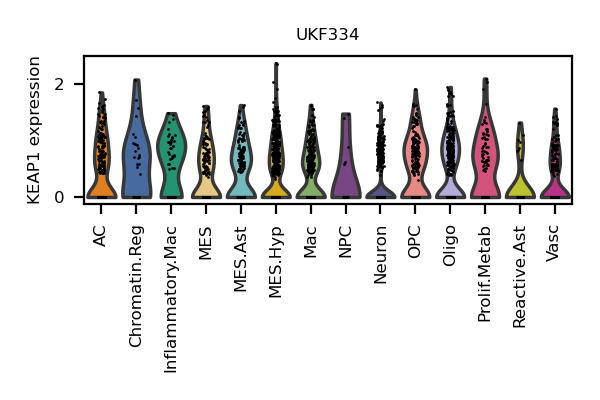 UKF334
KEAP1 expression
2
0
AC
Chromatin.Reg
Inflammatory.Mac
MES
MES.Ast
MES.Hyp
Mac
NPC
Neuron
OPC
Oligo
Prolif.Metab
Reactive.Ast
Vasc